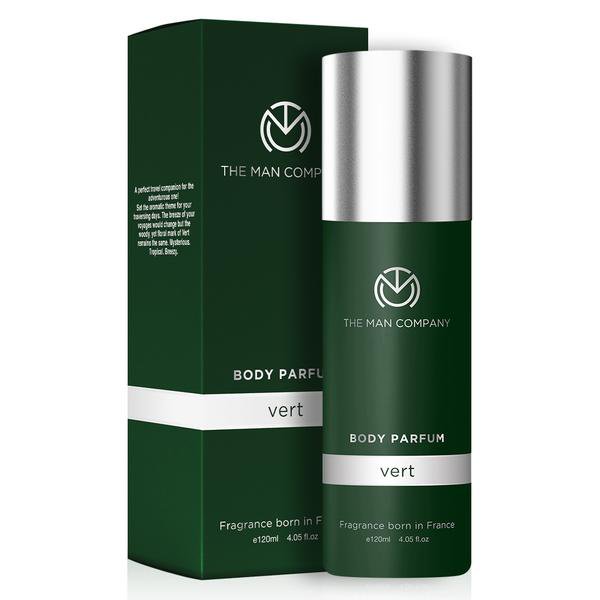 A perfect travel companion for the
adventurous one!
Set the aromatic theme for your
traversing days. The breeze of your
voyages would change but the
woody, yet floral mark of Vert
remains the same. Mysterious.
Tropical. Breezy.
THE MAN COMP
BODY PARFU
vert
Fragrance born in F
e120ml 4.05 fl.oz
THE MAN COMPANY
BODY PARFUM
vert
Fragrance born in France
e120ml 4.05 fl.oz